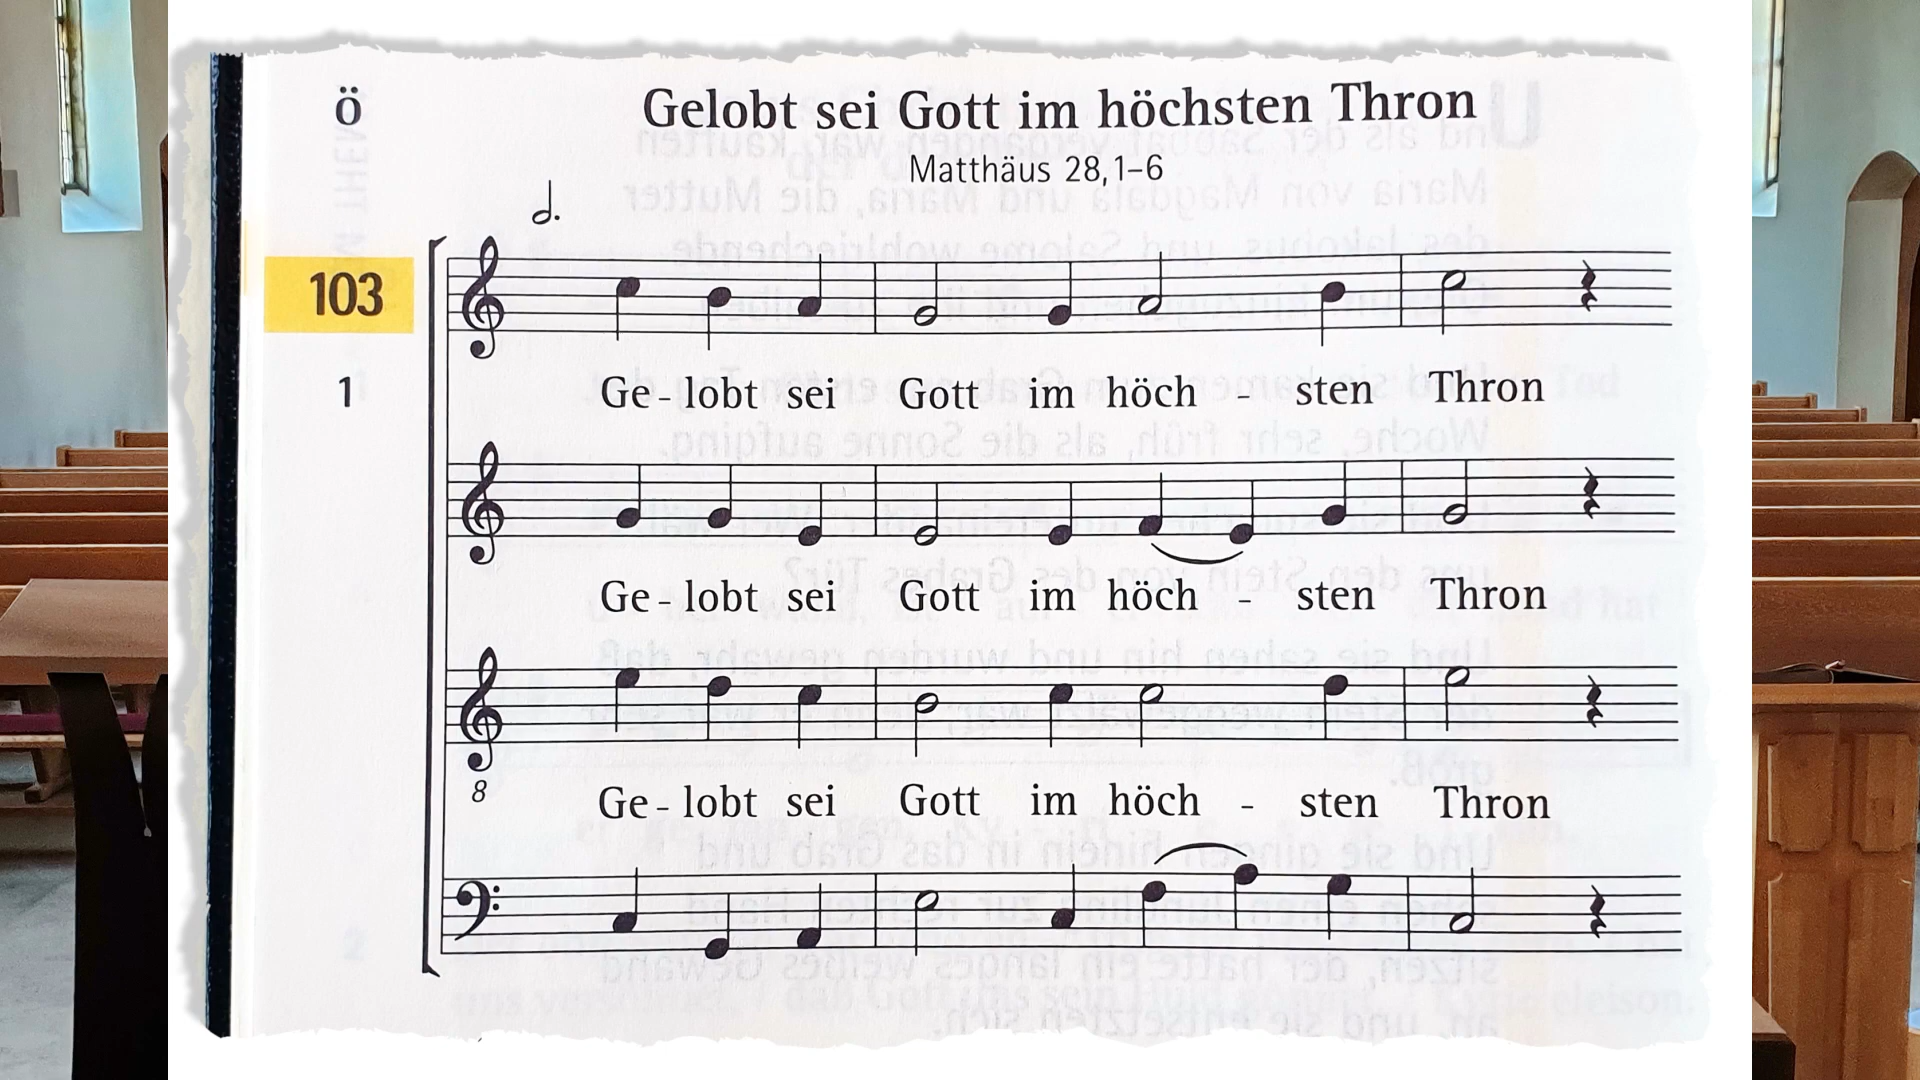 ö
Gelobt sei Gott im höchsten Thron
Matthäus 28,1–6
103
1
Ge - lobt sei Gott im höch - sten Thron
Ge - lobt sei Gott im höch - sten Thron
8
Ge - lobt sei Gott im höch - sten Thron